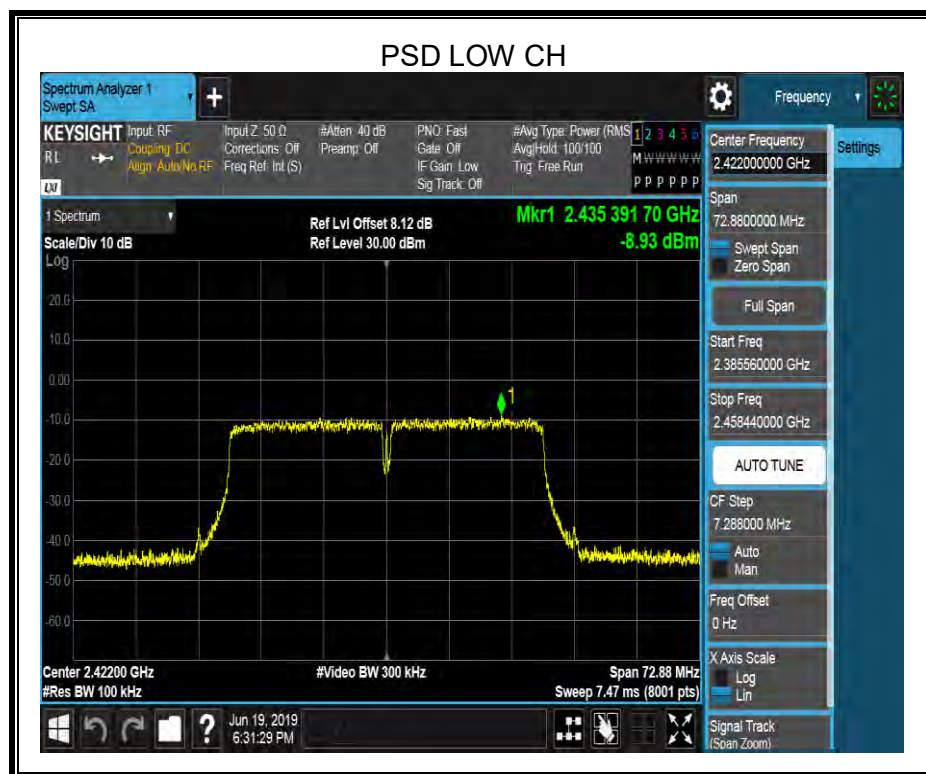 PSD LOW CH
Spectrum Analyzer 1
Swept SA
+
Frequency
KEYSIGHT
RL
LXI
Input: RF
Coupling: DC
Align: Auto/No RF
Input Z: 50 Ω
Corrections: Off
Freq Ref: Int (S)
#Atten: 40 dB
Preamp: Off
PNO: Fast
Gate: Off
IF Gain: Low
Sig Track: Off
#Avg Type: Power (RMS
Avg|Hold: 100/100
Trig: Free Run
1 2 3 4 5 6
M W W W W W
P P P P P P
1 Spectrum
Scale/Div 10 dB
Ref Lvl Offset 8.12 dB
Ref Level 30.00 dBm
Mkr1 2.435 391 70 GHz
-8.93 dBm
Log
20.0
10.0
0.00
-10.0
-20.0
-30.0
-40.0
-50.0
-60.0
1
Center 2.42200 GHz
#Res BW 100 kHz
#Video BW 300 kHz
Span 72.88 MHz
Sweep 7.47 ms (8001 pts)
?
Jun 19, 2019
6:31:29 PM
Center Frequency
2.422000000 GHz
Settings
Span
72.8800000 MHz
Swept Span
Zero Span
Full Span
Start Freq
2.385560000 GHz
Stop Freq
2.458440000 GHz
AUTO TUNE
CF Step
7.288000 MHz
Auto
Man
Freq Offset
0 Hz
X Axis Scale
Log
Lin
Signal Track
(Span Zoom)